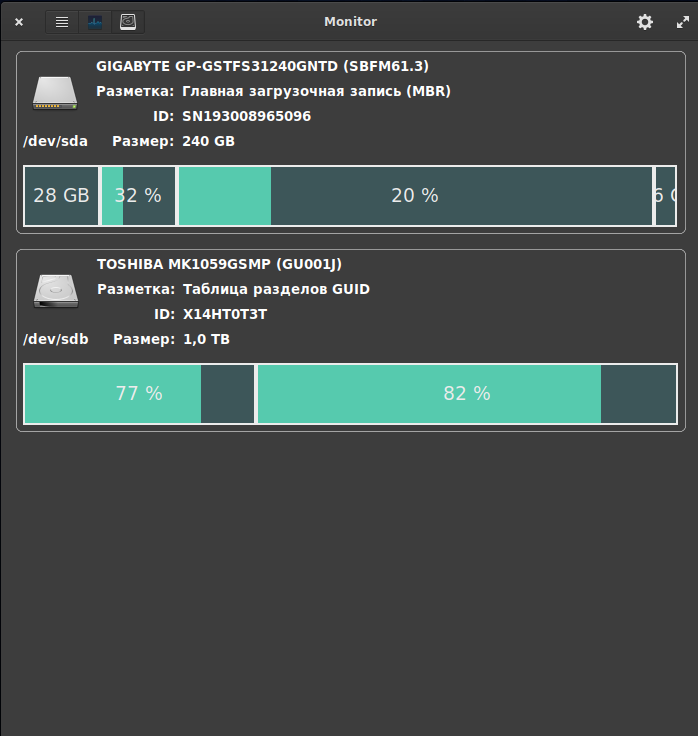 Monitor
GIGABYTE GP-GSTFS31240GNTD (SBFM61.3)
Разметка: Главная загрузочная запись (MBR)
ID: SN193008965096
/dev/sda Размер: 240 GB
28 GB 32 % 20 %
TOSHIBA MK1059GSMP (GU001J)
Разметка: Таблица разделов GUID
ID: X14HT0T3T
/dev/sdb Размер: 1,0 TB
77 % 82 %